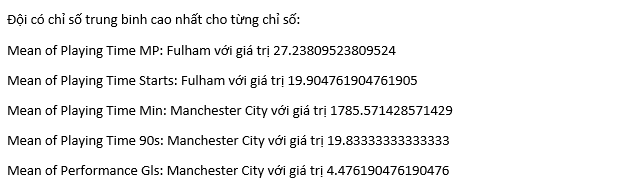 Đội có chỉ số trung binh cao nhất cho từng chỉ số:
Mean of Playing Time MP: Fulham với giá trị 27.23809523809524
Mean of Playing Time Starts: Fulham với giá trị 19.904761904761905
Mean of Playing Time Min: Manchester City với giá trị 1785.571428571429
Mean of Playing Time 90s: Manchester City với giá trị 19.83333333333333
Mean of Performance Gls: Manchester City với giá trị 4.476190476190476